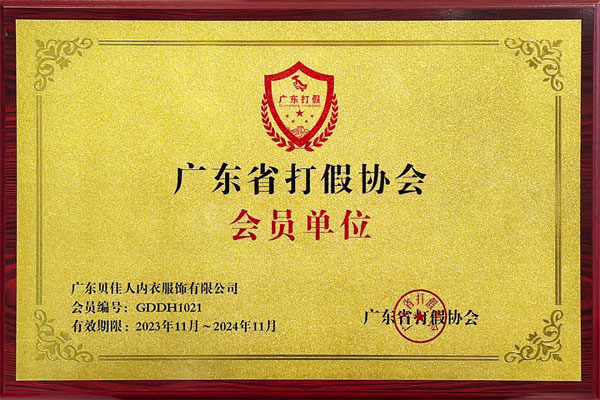 广东打假
广东省打假协会
会员单位
广东贝佳人内衣服饰有限公司
会员编号：GDDH1021
有效期限：2023年11月～2024年11月
广东省打假协会